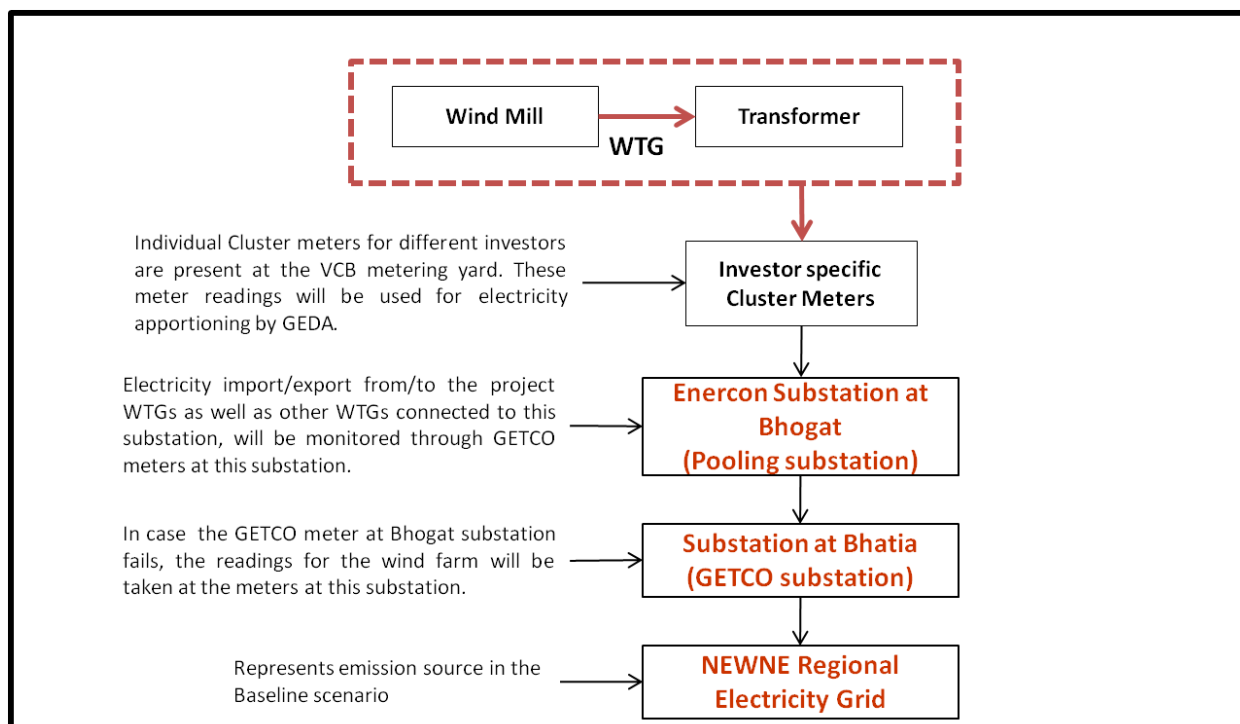 Wind Mill
Transformer
WTG
Individual Cluster meters for different investors
are present at the VCB metering yard. These
meter readings will be used for electricity
apportioning by GEDA.
Investor specific
Cluster Meters
Electricity import/export from/to the project
WTGs as well as other WTGs connected to this
substation, will be monitored through GETCO
meters at this substation.
Enercon Substation at
Bhogat
(Pooling substation)
In case the GETCO meter at Bhogat substation
fails, the readings for the wind farm will be
taken at the meters at this substation.
Substation at Bhatia
(GETCO substation)
Represents emission source in the
Baseline scenario
NEWNE Regional
Electricity Grid